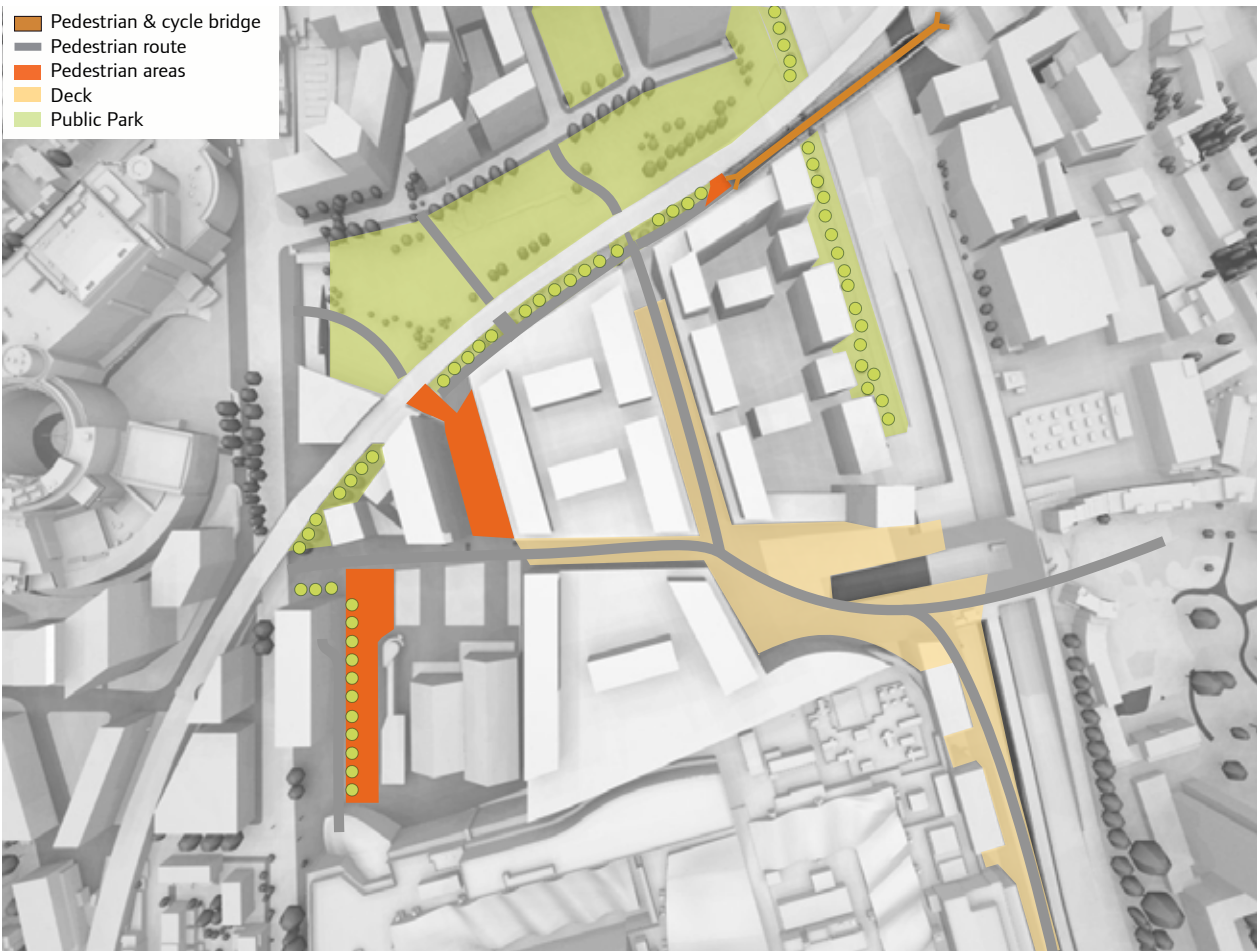 Pedestrian & cycle bridge
Pedestrian route
Pedestrian areas
Deck
Public Park